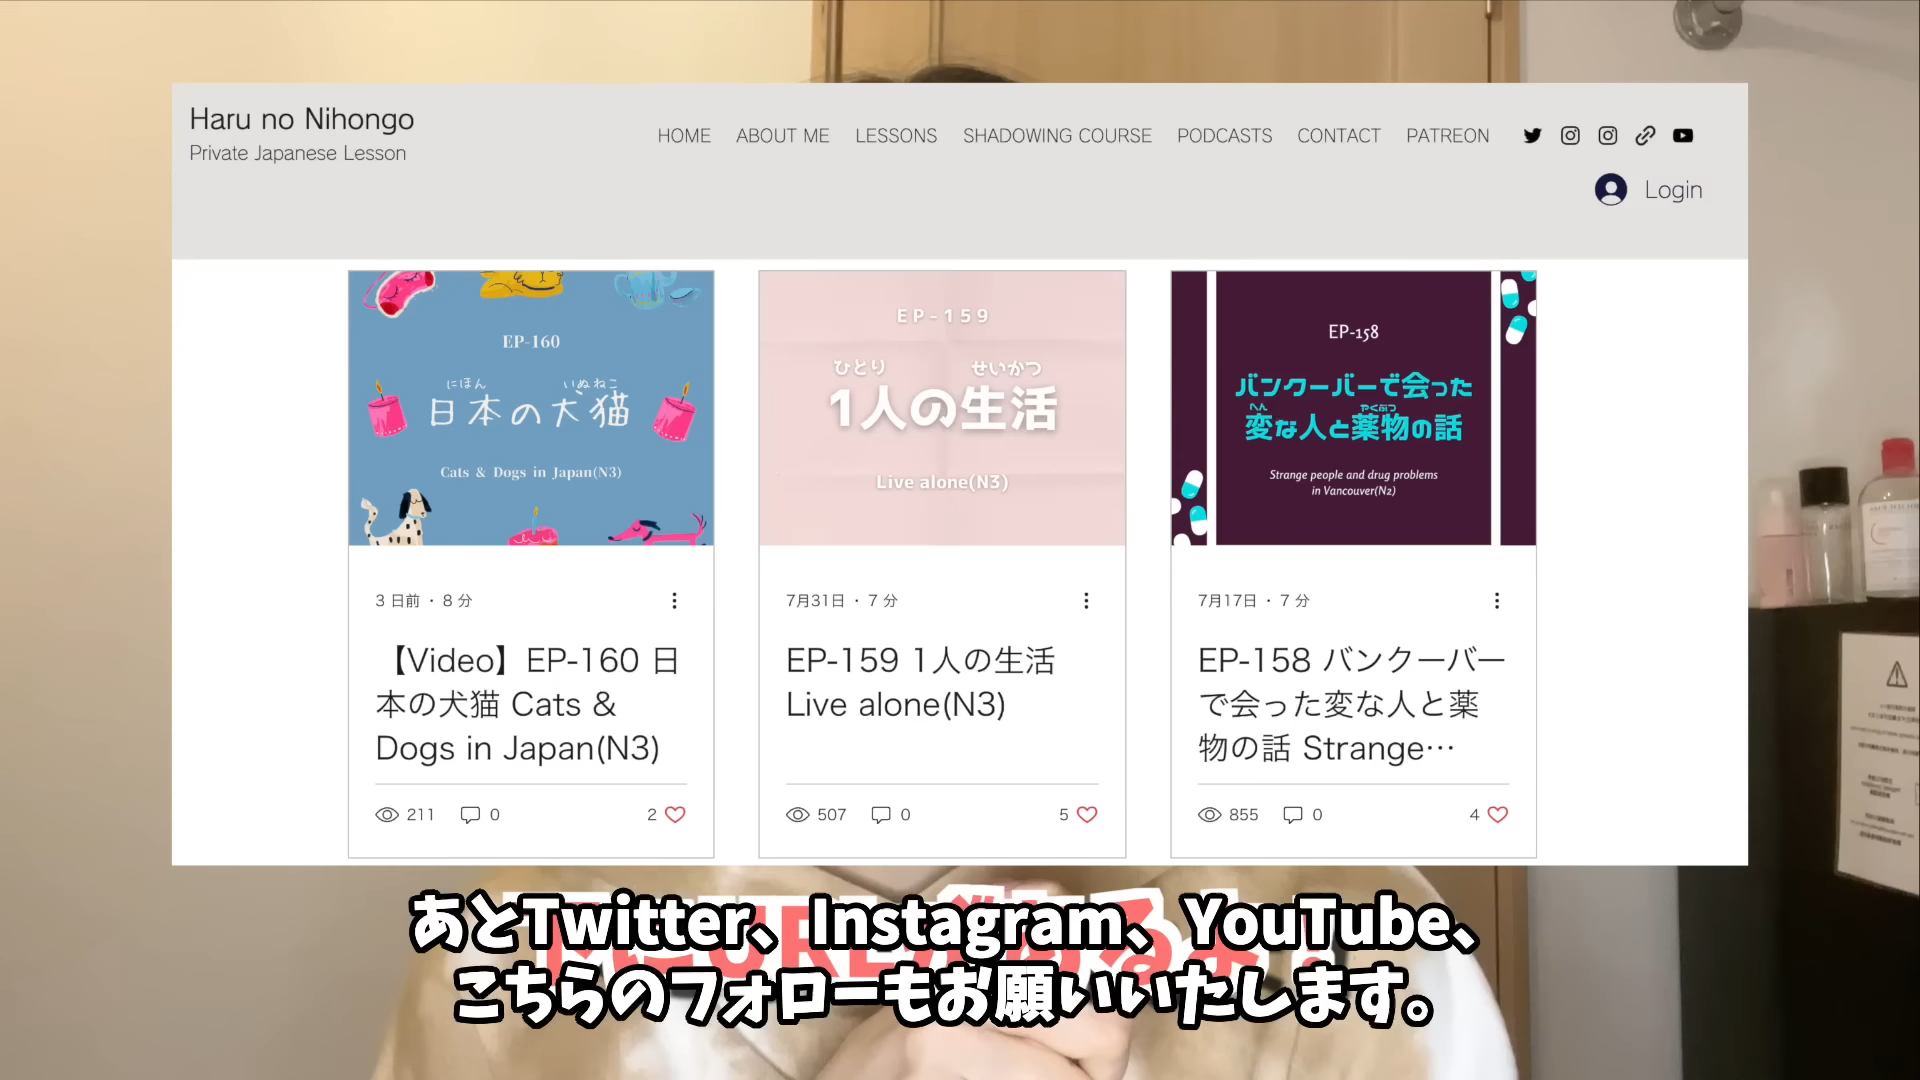 Haru no Nihongo
Private Japanese Lesson
HOME ABOUT ME LESSONS SHADOWING COURSE PODCASTS CONTACT PATREON
Login
EP-160
にほん いぬねこ
日本の犬猫
Cats & Dogs in Japan(N3)
3 日前 · 8 分
【Video】EP-160 日
本の犬猫 Cats &
Dogs in Japan(N3)
211 0 2
EP-159
ひとり せいかつ
1人の生活
Live alone(N3)
7月31日 · 7 分
EP-159 1人の生活
Live alone(N3)
507 0 5
EP-158
バンクーバーで会った
へん やくぶつ
変な人と薬物の話
Strange people and drug problems
in Vancouver(N2)
7月17日 · 7 分
EP-158 バンクーバー
で会った変な人と薬
物の話 Strange…
855 0 4
あとTwitter、Instagram、YouTube、
こちらのフォローもお願いいたします。